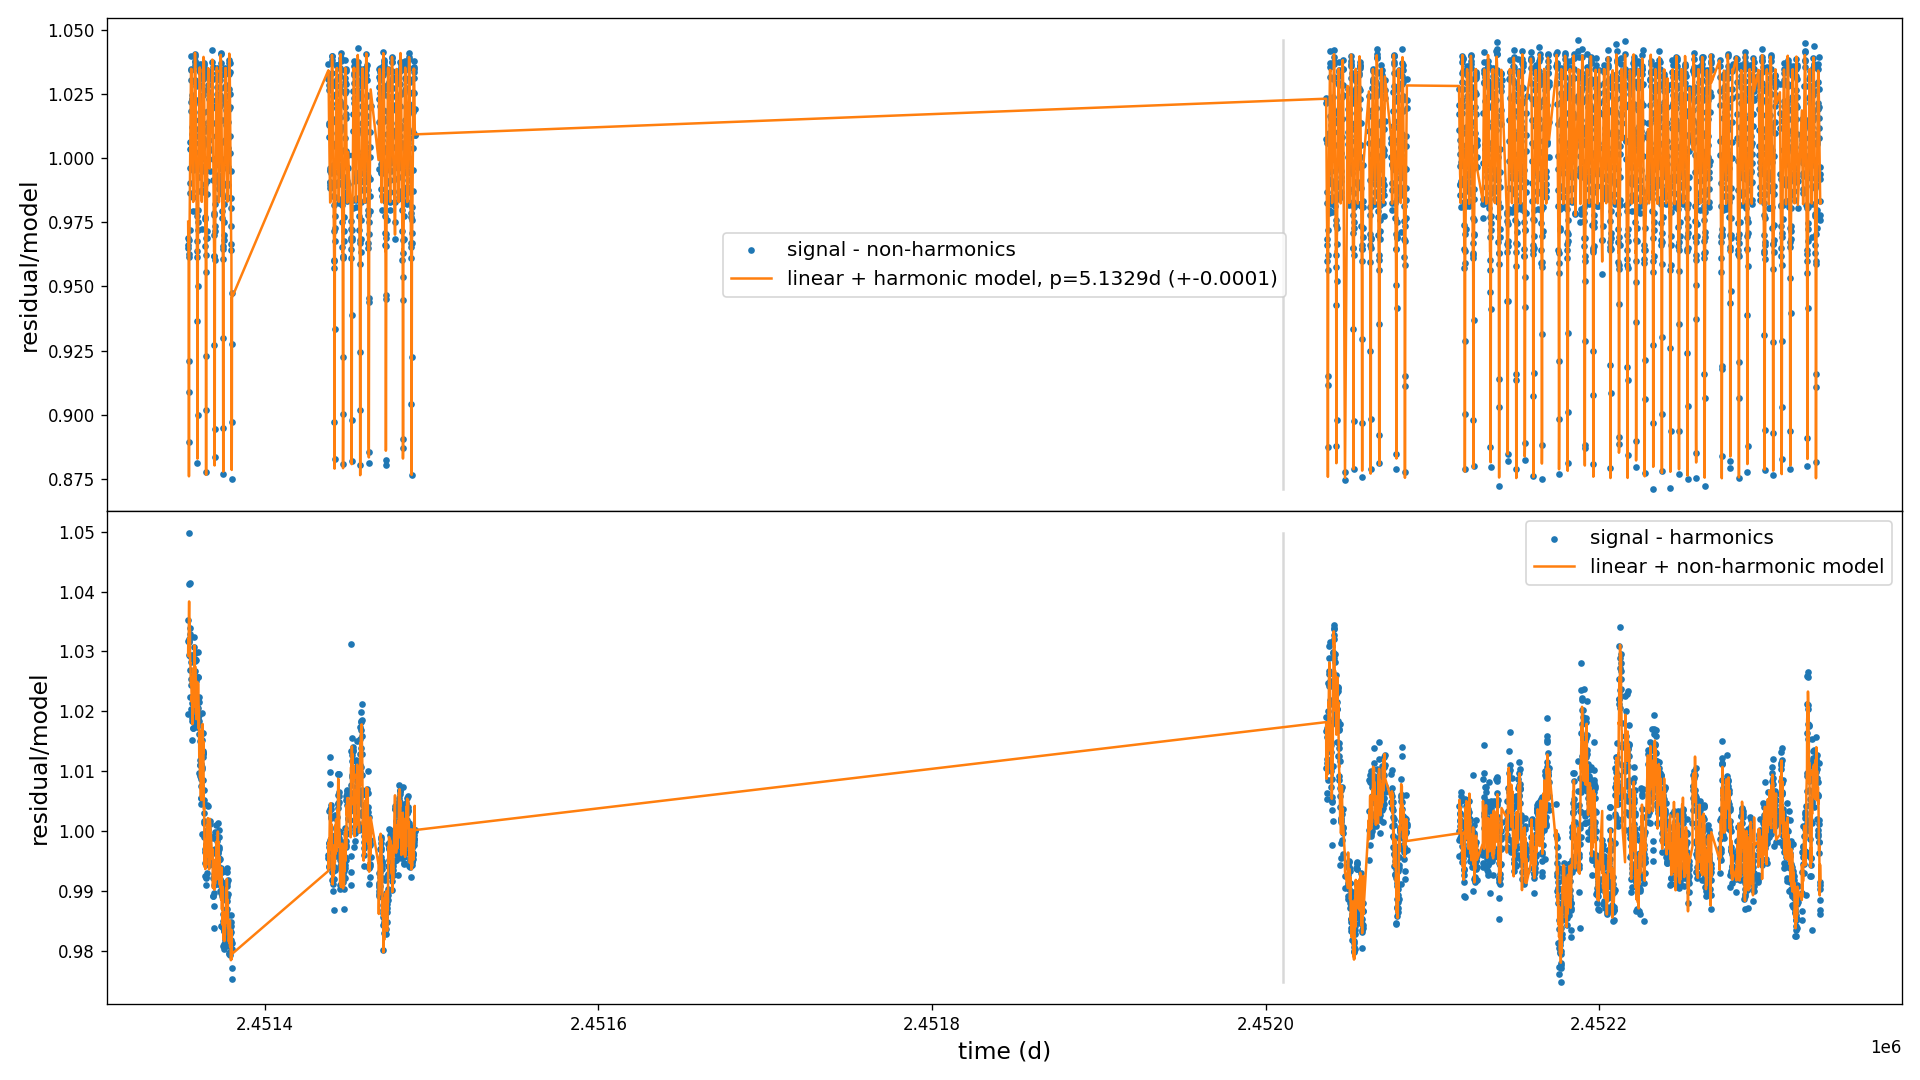 1.050
1.025
1.000
0.975
0.950
0.925
0.900
0.875
residual/model
signal - non-harmonics
linear + harmonic model, p=5.1329d (+-0.0001)
1.05
1.04
1.03
1.02
1.01
1.00
0.99
0.98
residual/model
signal - harmonics
linear + non-harmonic model
2.4514 2.4516 2.4518 2.4520 2.4522
time (d)
1e6